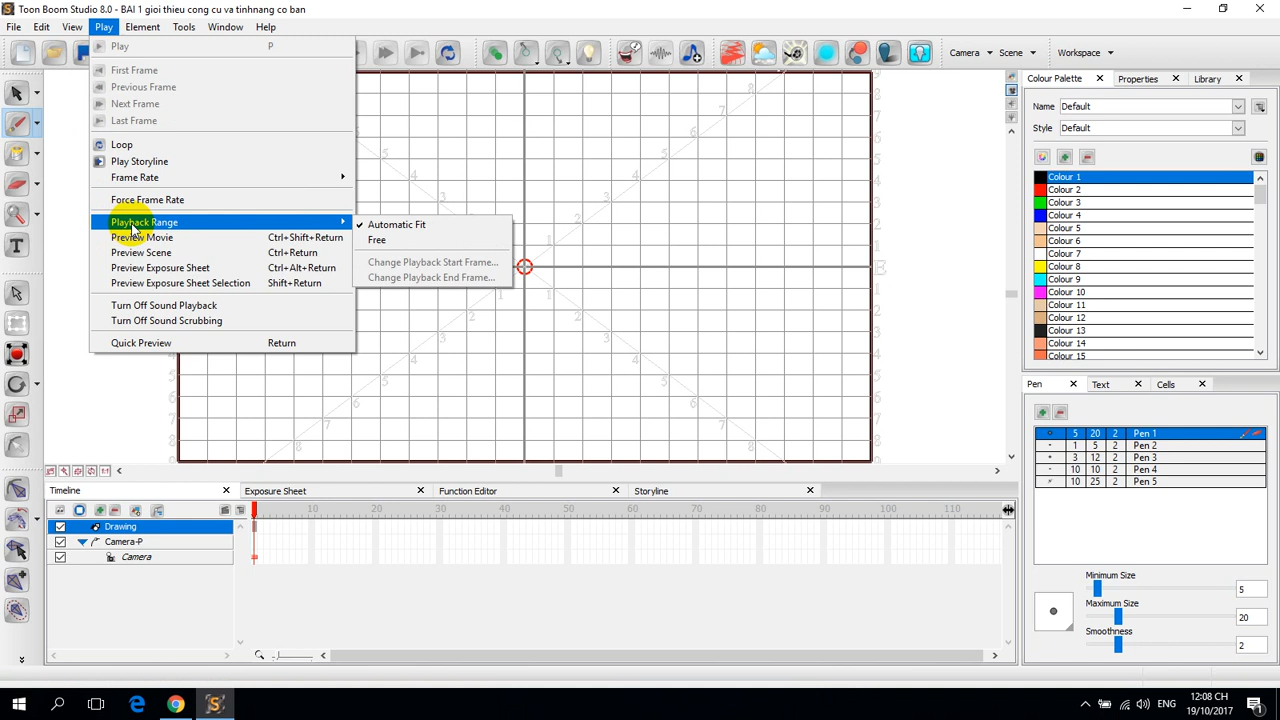 Toon Boom Studio 8.0 - BAI 1 gioi thieu cong cu va tinhnang co ban
File Edit View Play Element Tools Window Help
Play P
First Frame
Previous Frame
Next Frame
Last Frame
Loop
Play Storyline
Frame Rate
Force Frame Rate
Playback Range
Preview Movie Ctrl+Shift+Return
Preview Scene Ctrl+Return
Preview Exposure Sheet Ctrl+Alt+Return
Preview Exposure Sheet Selection Shift+Return
Turn Off Sound Playback
Turn Off Sound Scrubbing
Quick Preview Return
Automatic Fit
Free
Change Playback Start Frame...
Change Playback End Frame...
Camera Scene Workspace
Colour Palette Properties Library
Name Default
Style Default
Colour 1
Colour 2
Colour 3
Colour 4
Colour 5
Colour 6
Colour 7
Colour 8
Colour 9
Colour 10
Colour 11
Colour 12
Colour 13
Colour 14
Colour 15
Pen Text Cells
5 20 2 Pen 1
1 5 2 Pen 2
3 12 2 Pen 3
10 10 2 Pen 4
10 25 2 Pen 5
Minimum Size
5
Maximum Size
20
Smoothness
2
Timeline Exposure Sheet Function Editor Storyline
10 20 30 40 50 60 70 80 90 100 110
Drawing
Camera-P
Camera
ENG
12:08 CH
19/10/2017